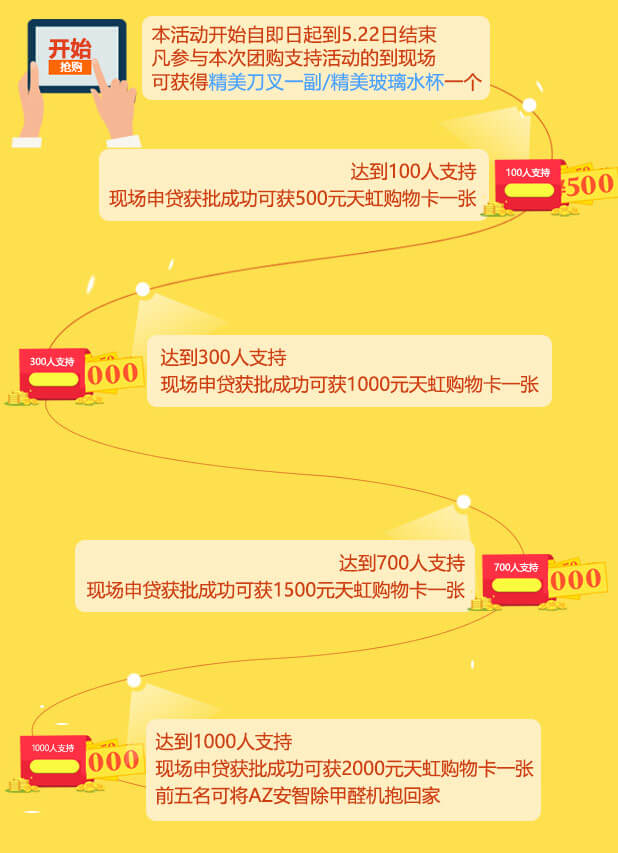 开始
抢购
本活动开始自即日起到5.22日结束
凡参与本次团购支持活动的到现场
可获得精美刀叉一副/精美玻璃水杯一个
达到100人支持
现场申贷获批成功可获500元天虹购物卡一张
100人支持
¥500
300人支持
50
000
达到300人支持
现场申贷获批成功可获1000元天虹购物卡一张
达到700人支持
现场申贷获批成功可获1500元天虹购物卡一张
700人支持
000
1000人支持
50
000
达到1000人支持
现场申贷获批成功可获2000元天虹购物卡一张
前五名可将AZ安智除甲醛机抱回家